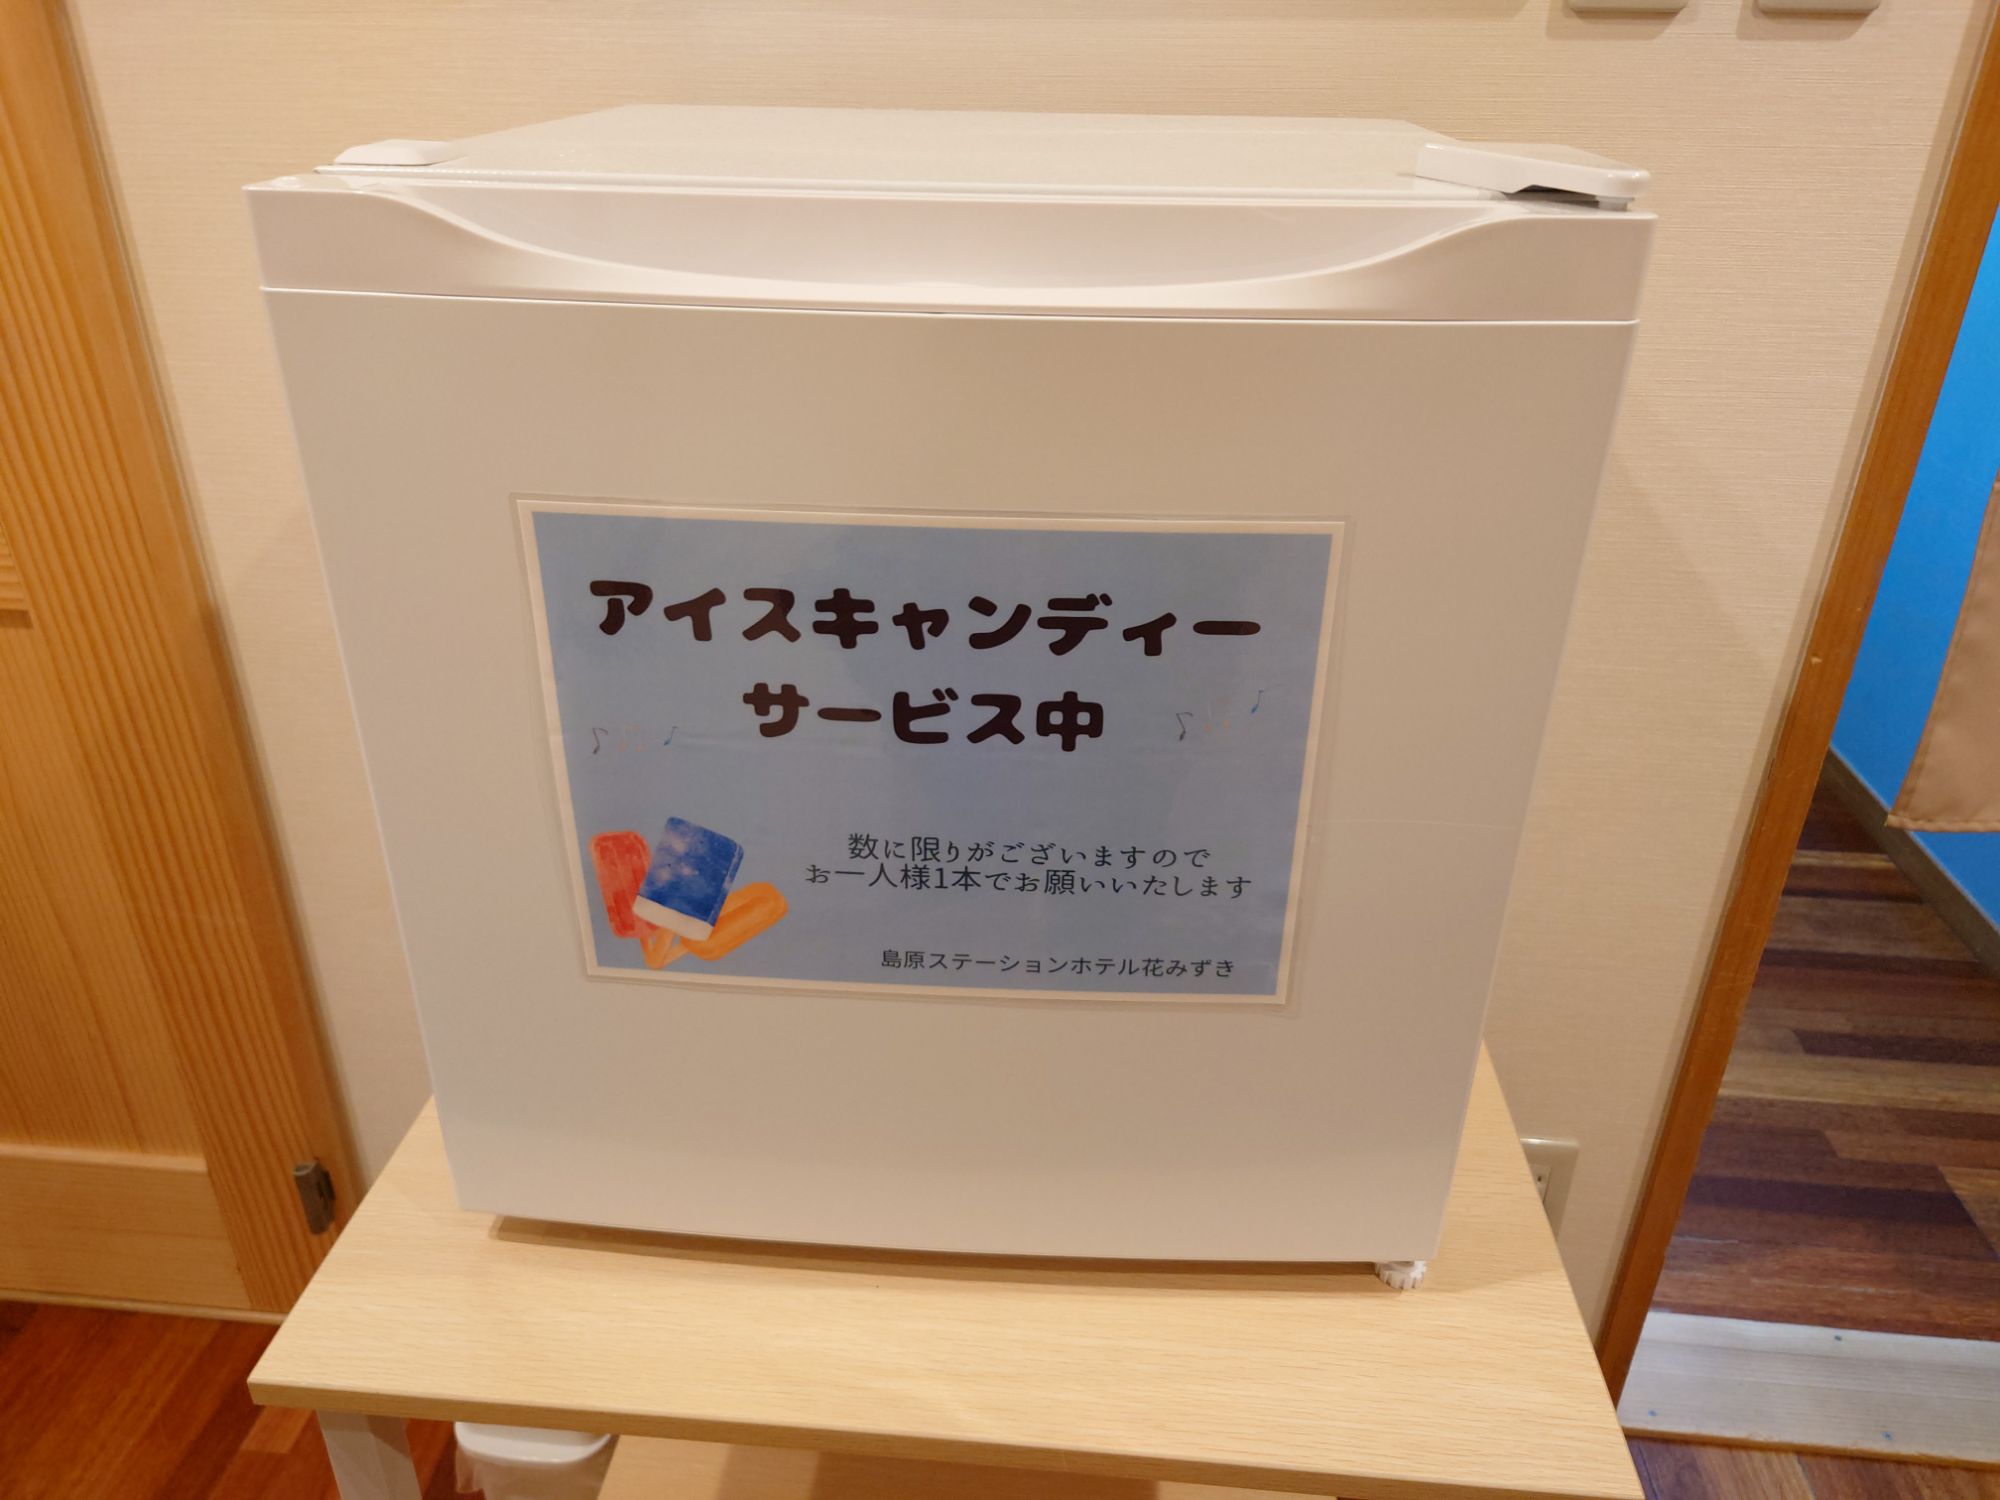 アイスキャンディー
サービス中
数に限りがございますので
お一人様1本でお願いいたします
島原ステーションホテル花みずき